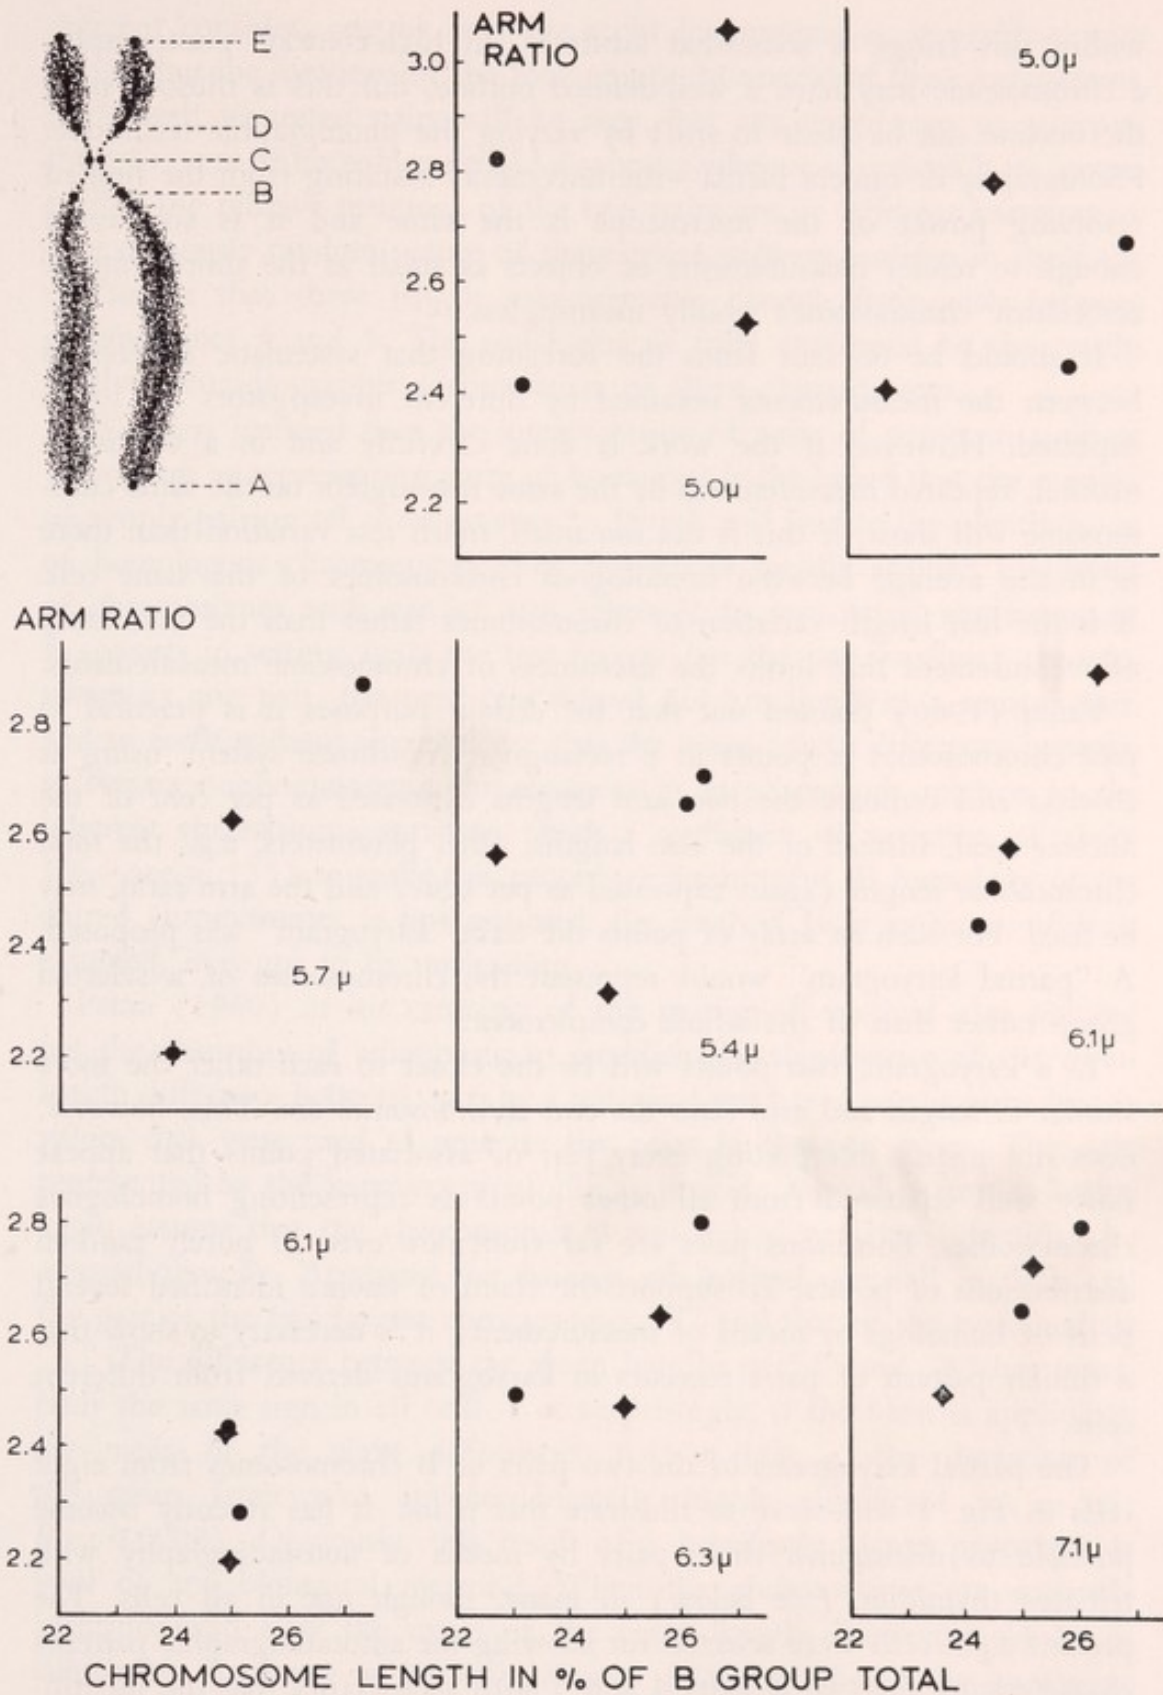 E
D
C
B
A
ARM
RATIO
3.0
2.8
2.6
2.4
2.2
5.0μ
5.0μ
ARM RATIO
2.8
2.6
2.4
2.2
5.7μ
5.4μ
6.1μ
2.8
2.6
2.4
2.2
6.1μ
6.3μ
7.1μ
22 24 26 22 24 26 22 24 26
CHROMOSOME LENGTH IN % OF B GROUP TOTAL